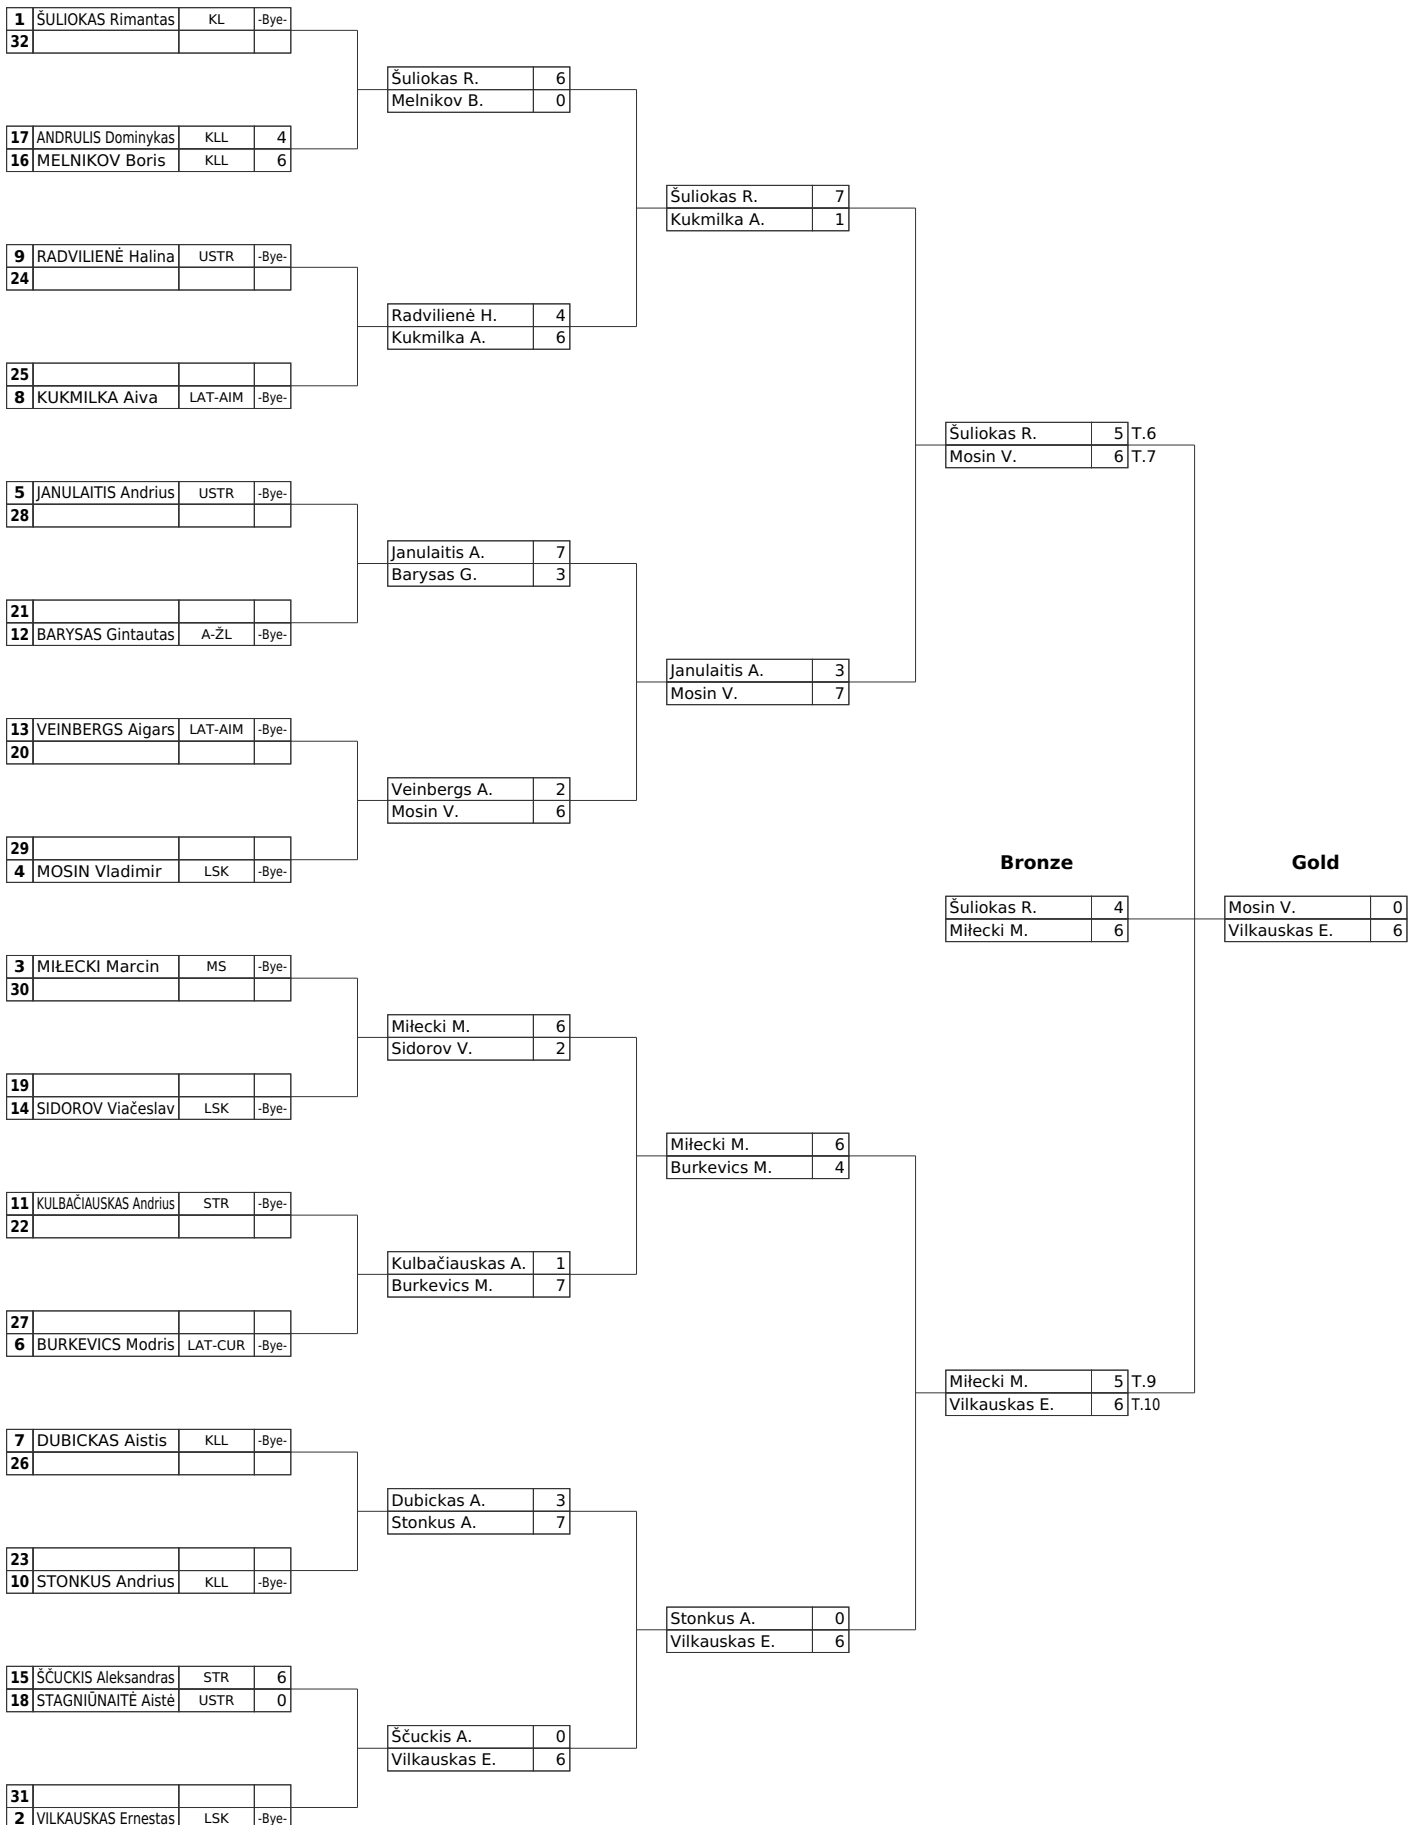 1 ŠULIOKAS Rimantas KL -Bye-
32
Šuliokas R. 6
Melnikov B. 0
17 ANDRULIS Dominykas KLL 4
16 MELNIKOV Boris KLL 6
Šuliokas R. 7
Kukmilka A. 1
9 RADVILIENĖ Halina USTR -Bye-
24
Radvilienė H. 4
Kukmilka A. 6
25
8 KUKMILKA Aiva LAT-AIM -Bye-
Šuliokas R. 5 T.6
Mosin V. 6 T.7
5 JANULAITIS Andrius USTR -Bye-
28
Janulaitis A. 7
Barysas G. 3
21
12 BARYSAS Gintautas A-ŽL -Bye-
Janulaitis A. 3
Mosin V. 7
13 VEINBERGS Aigars LAT-AIM -Bye-
20
Veinbergs A. 2
Mosin V. 6
29
4 MOSIN Vladimir LSK -Bye-
Bronze Gold
Šuliokas R. 4 Mosin V. 0
Miłecki M. 6 Vilkauskas E. 6
3 MIŁECKI Marcin MS -Bye-
30
Miłecki M. 6
Sidorov V. 2
19
14 SIDOROV Viačeslav LSK -Bye-
Miłecki M. 6
Burkevics M. 4
11 KULBAČIAUSKAS Andrius STR -Bye-
22
Kulbačiauskas A. 1
Burkevics M. 7
27
6 BURKEVICS Modris LAT-CUR -Bye-
Miłecki M. 5 T.9
Vilkauskas E. 6 T.10
7 DUBICKAS Aistis KLL -Bye-
26
Dubickas A. 3
Stonkus A. 7
23
10 STONKUS Andrius KLL -Bye-
Stonkus A. 0
Vilkauskas E. 6
15 ŠČUCKIS Aleksandras STR 6
18 STAGNIŪNAITĖ Aistė USTR 0
Ščuckis A. 0
Vilkauskas E. 6
31
2 VILKAUSKAS Ernestas LSK -Bye-